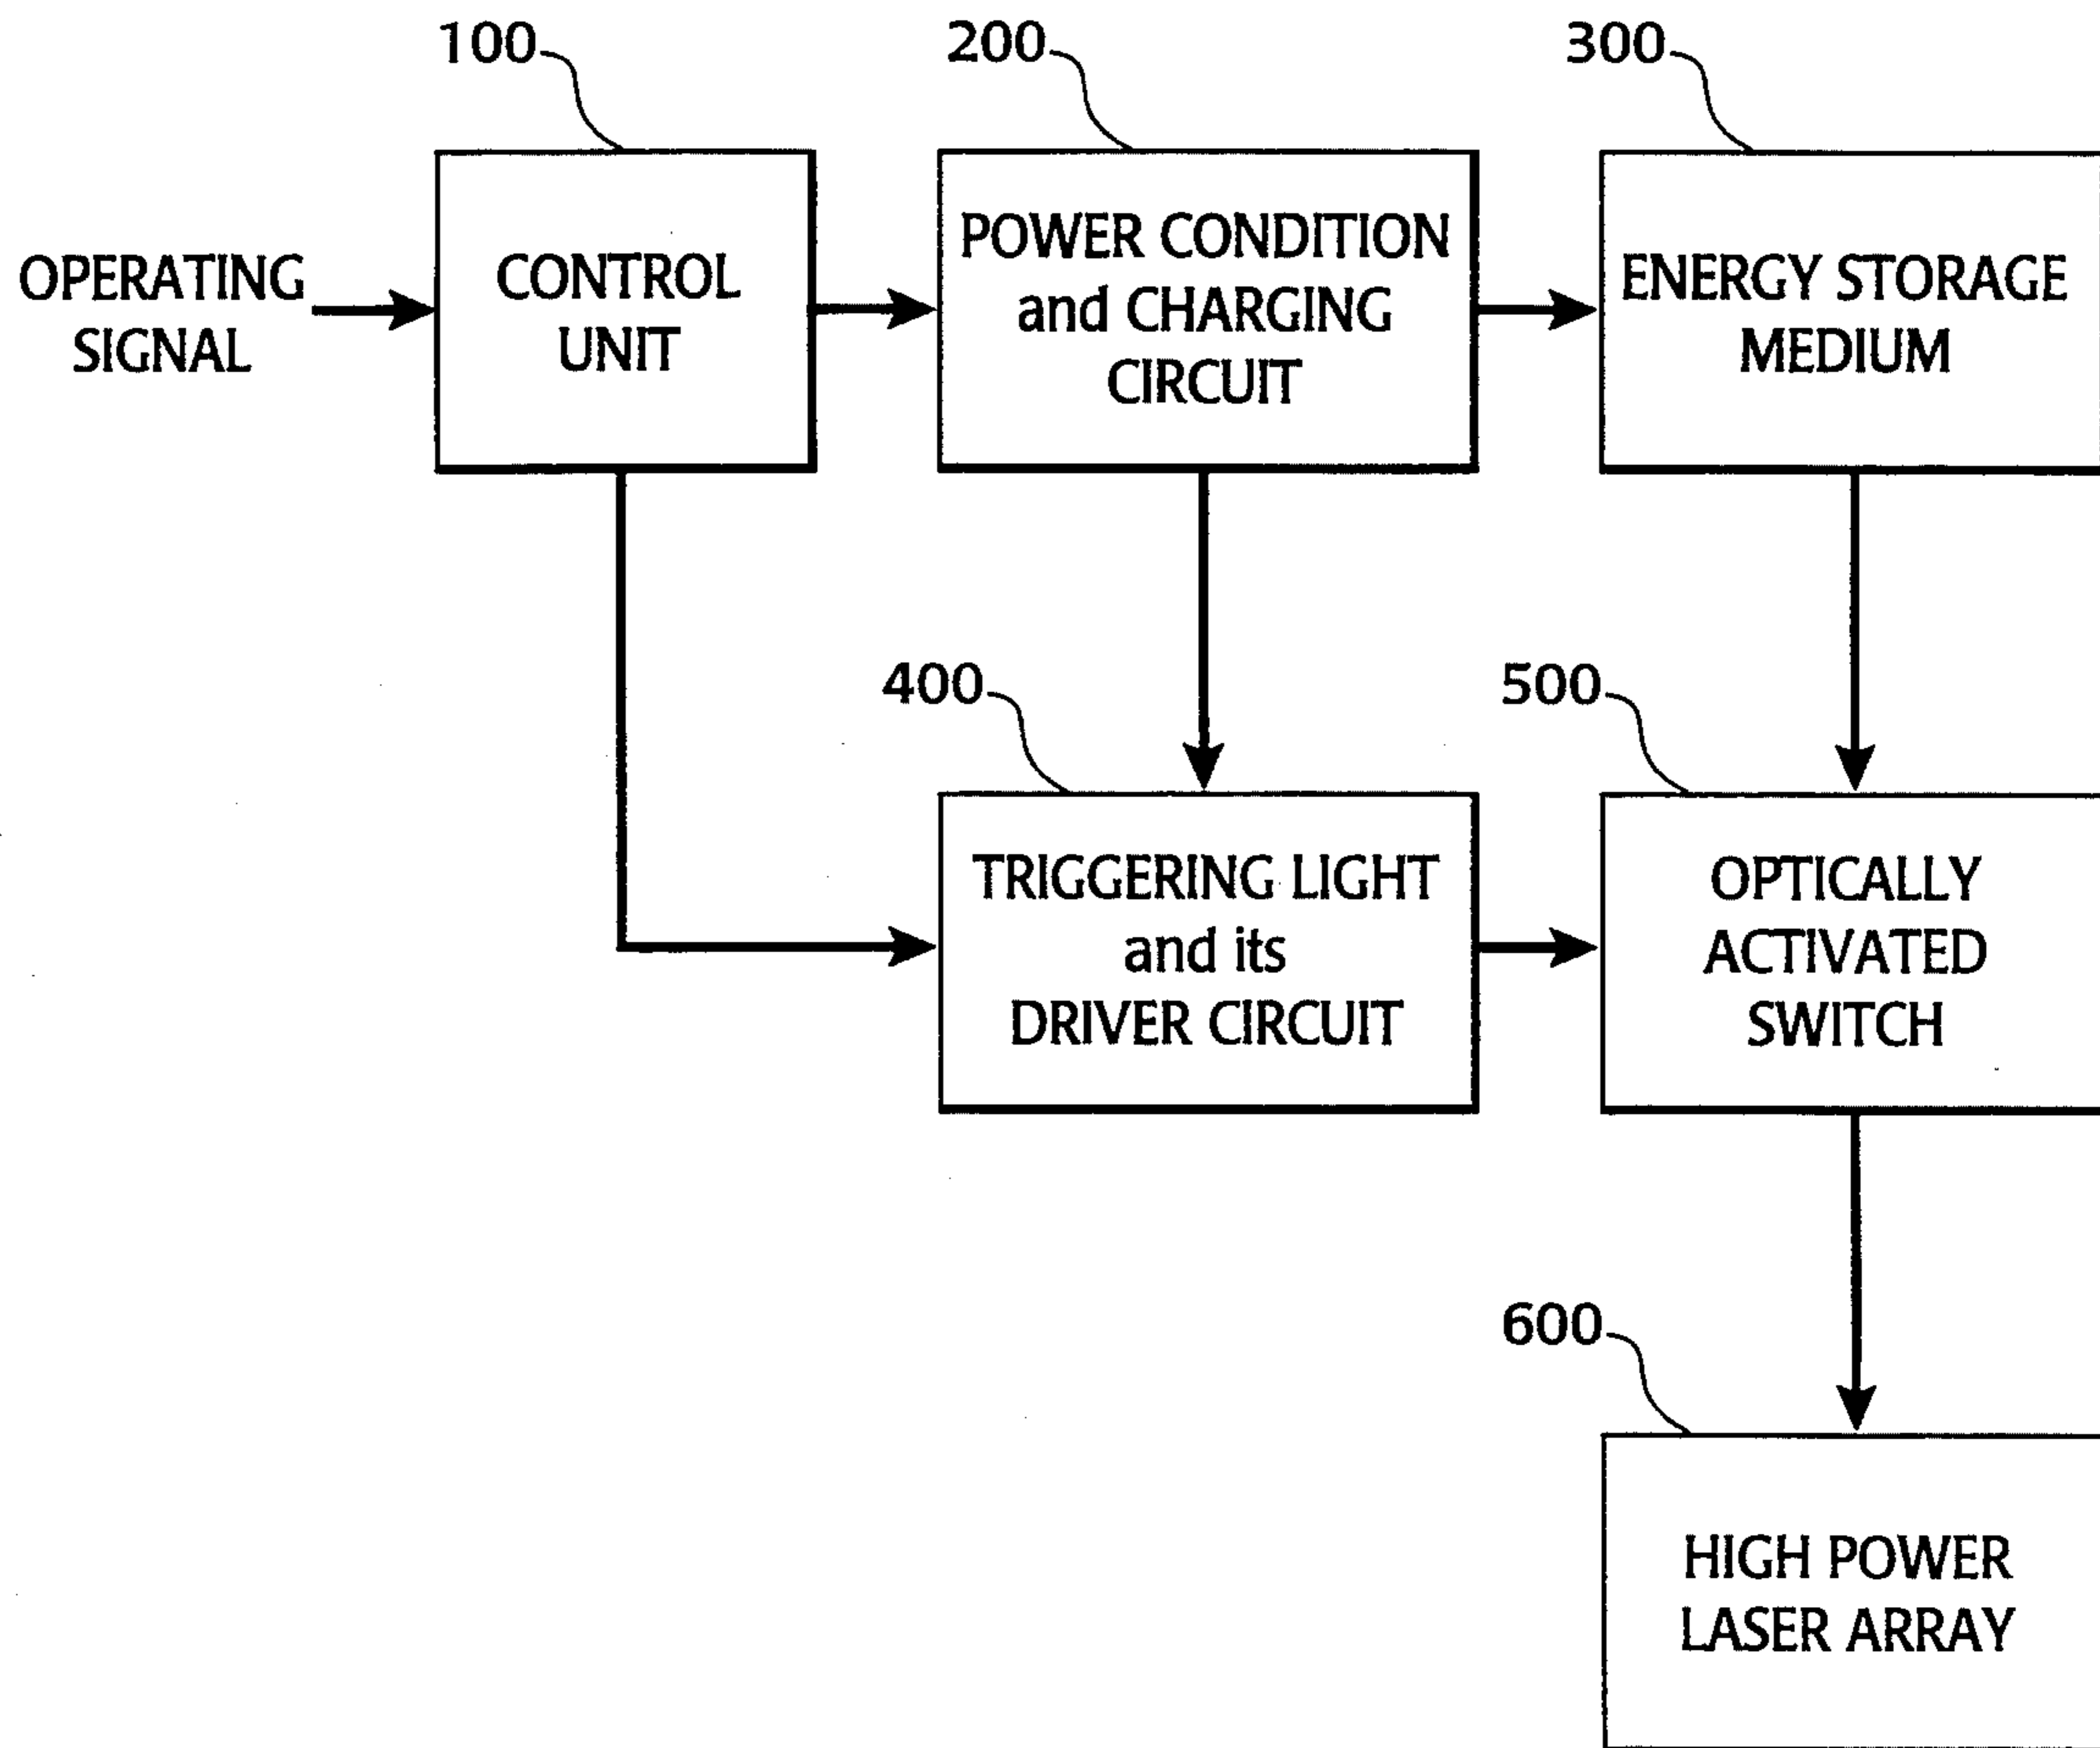 100
200
300
OPERATING
SIGNAL
CONTROL
UNIT
POWER CONDITION
and CHARGING
CIRCUIT
ENERGY STORAGE
MEDIUM
400
500
TRIGGERING LIGHT
and its
DRIVER CIRCUIT
OPTICALLY
ACTIVATED
SWITCH
600
HIGH POWER
LASER ARRAY